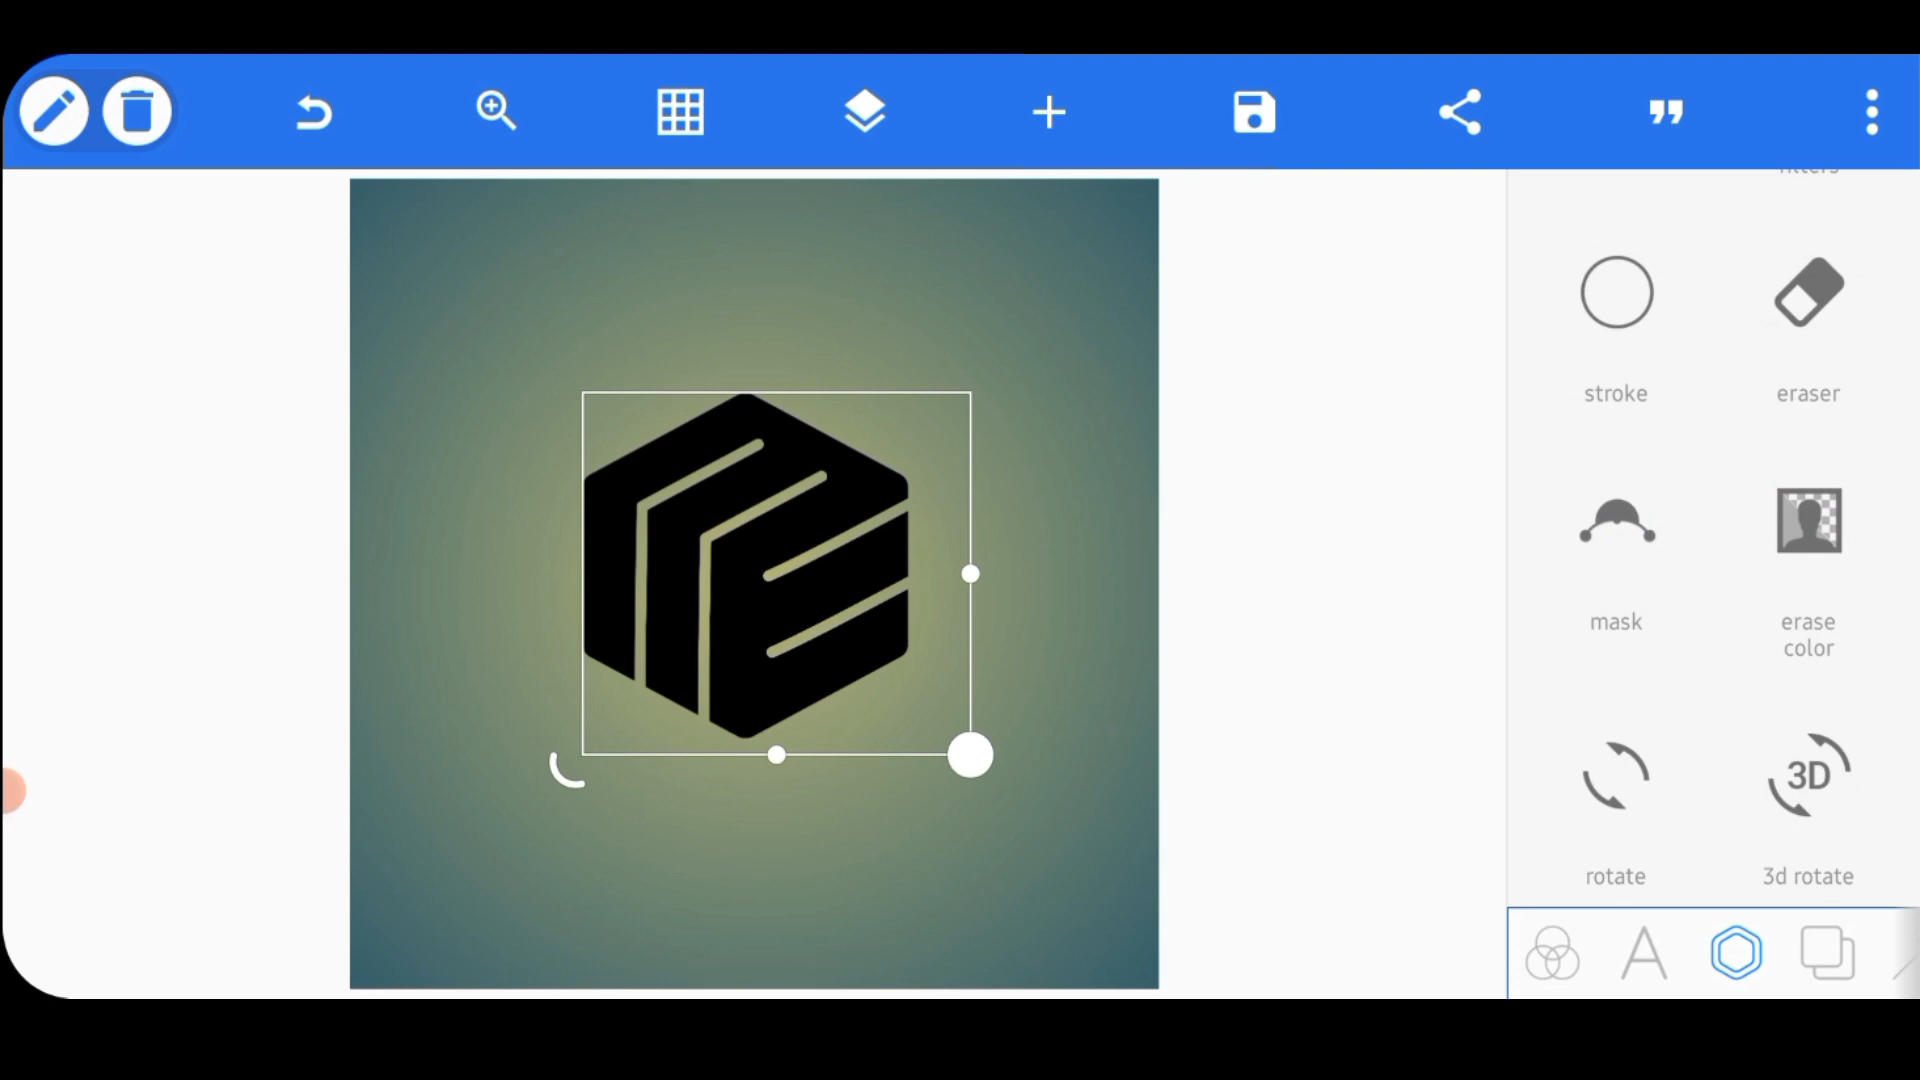 stroke
eraser
mask
erase
color
3D
rotate
3d rotate
A